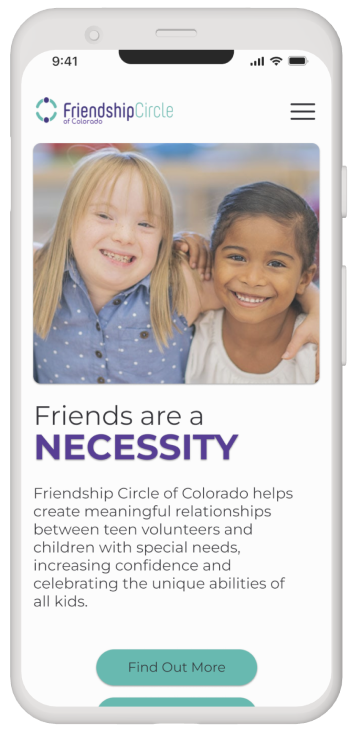 9:41
FriendshipCircle
of Colorado
Friends are a
NECESSITY
Friendship Circle of Colorado helps
create meaningful relationships
between teen volunteers and
children with special needs,
increasing confidence and
celebrating the unique abilities of
all kids.
Find Out More